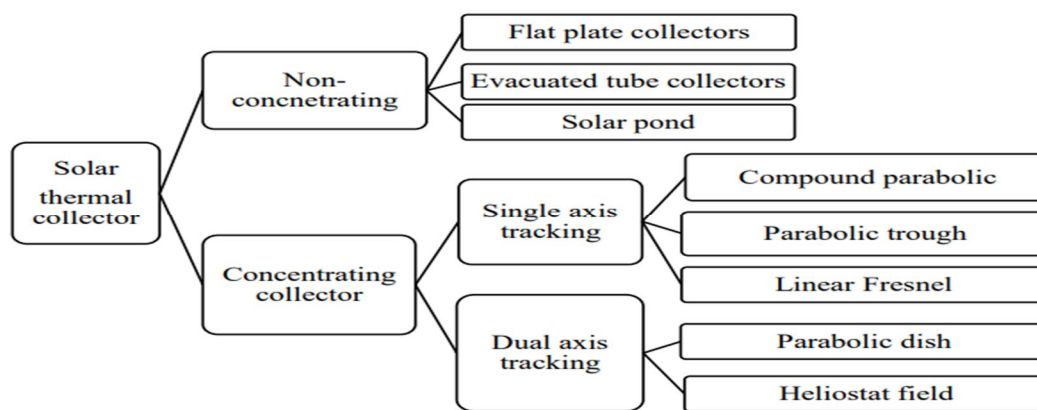 Solar
thermal
collector
Non-
concnetrating
Flat plate collectors
Evacuated tube collectors
Solar pond
Concentrating
collector
Single axis
tracking
Compound parabolic
Parabolic trough
Linear Fresnel
Dual axis
tracking
Parabolic dish
Heliostat field